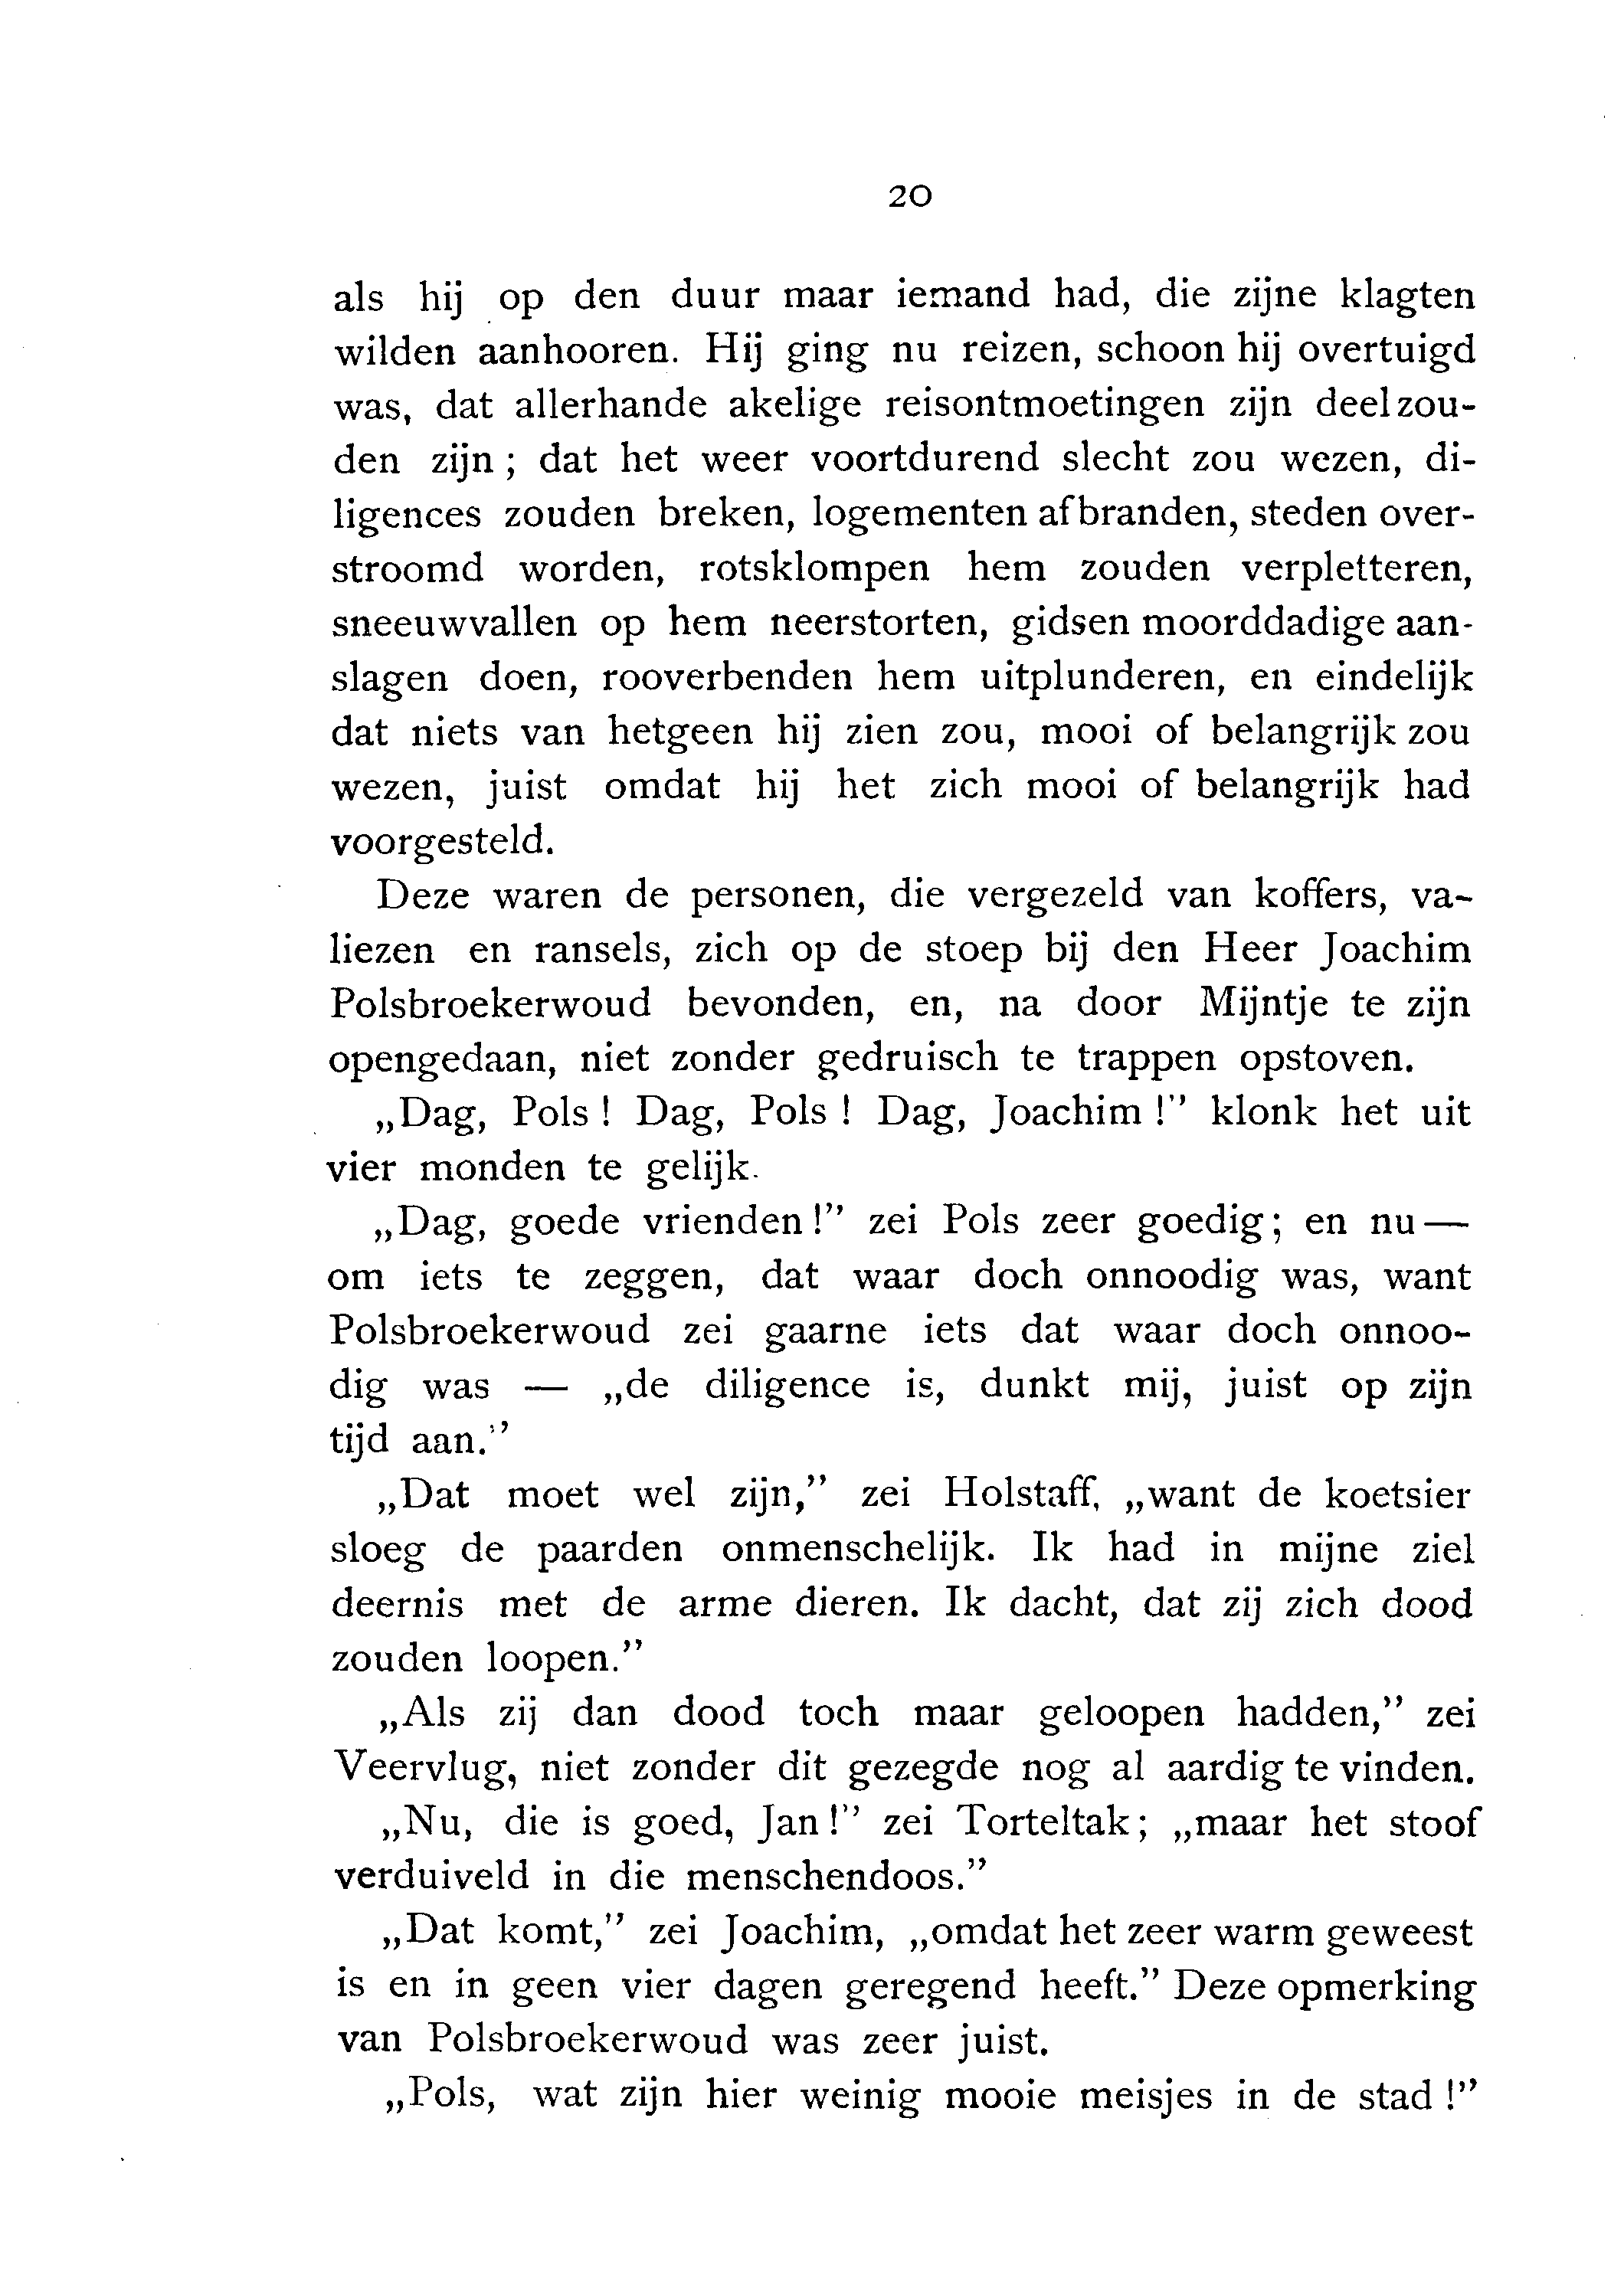 20
als hij op den duur maar iemand had, die zijne klagten
wilden aanhooren. Hij ging nu reizen, schoon hij overtuigd
was, dat allerhande akelige reisontmoetingen zijn deel zou-
den zijn ; dat het weer voortdurend slecht zou wezen, di-
ligences zouden breken, logementen afbranden, steden over-
stroomd worden, rotsklompen hem zouden verpletteren,
sneeuwvallen op hem neerstorten, gidsen moorddadige aan-
slagen doen, rooverbenden hem uitplunderen, en eindelijk
dat niets van hetgeen hij zien zou, mooi of belangrijk zou
wezen, juist omdat hij het zich mooi of belangrijk had
voorgesteld.
Deze waren de personen, die vergezeld van koffers, va-
liezen en ransels, zich op de stoep bij den Heer Joachim
Polsbroekerwoud bevonden, en, na door Mijntje te zijn
opengedaan, niet zonder gedruisch te trappen opstoven.
„Dag, Pols ! Dag, Pols ! Dag, Joachim !” klonk het uit
vier monden te gelijk.
„Dag, goede vrienden !” zei Pols zeer goedig; en nu —
om iets te zeggen, dat waar doch onnoodig was, want
Polsbroekerwoud zei gaarne iets dat waar doch onnoo-
dig was — „de diligence is, dunkt mij, juist op zijn
tijd aan.”
„Dat moet wel zijn,” zei Holstaff, „want de koetsier
sloeg de paarden onmenschelijk. Ik had in mijne ziel
deernis met de arme dieren. Ik dacht, dat zij zich dood
zouden loopen.”
„Als zij dan dood toch maar geloopen hadden,” zei
Veervlug, niet zonder dit gezegde nog al aardig te vinden.
„Nu, die is goed, Jan !” zei Torteltak; „maar het stoof
verduiveld in die menschendoos.”
„Dat komt,” zei Joachim, „omdat het zeer warm geweest
is en in geen vier dagen geregend heeft.” Deze opmerking
van Polsbroekerwoud was zeer juist.
„Pols, wat zijn hier weinig mooie meisjes in de stad !”